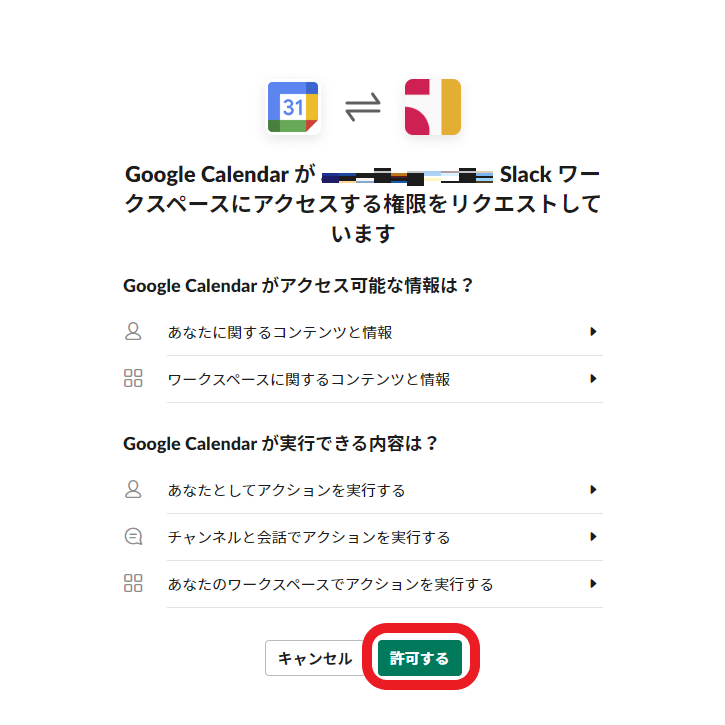 31
Google Calendar が Slack ワー
クスペースにアクセスする権限をリクエストして
います
Google Calendar がアクセス可能な情報は？
あなたに関するコンテンツと情報
ワークスペースに関するコンテンツと情報
Google Calendar が実行できる内容は？
あなたとしてアクションを実行する
チャンネルと会話でアクションを実行する
あなたのワークスペースでアクションを実行する
キャンセル 許可する